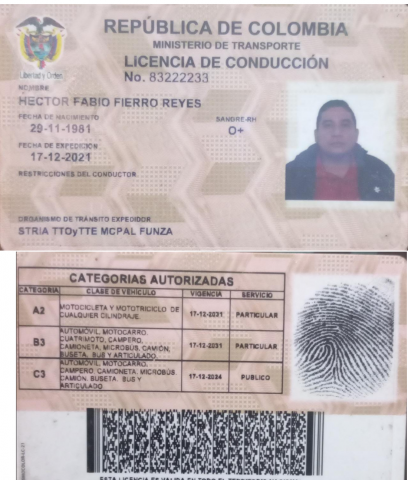 REPÚBLICA DE COLOMBIA
MINISTERIO DE TRANSPORTE
LICENCIA DE CONDUCCIÓN
No. 83222233
Libertad y Orden
NOMBRE
HECTOR FABIO FIERRO REYES
FECHA DE NACIMIENTO
29-11-1981
SANGRE-RH
O+
FECHA DE EXPEDICION
17-12-2021
RESTRICCIONES DEL CONDUCTOR
ORGANISMO DE TRANSITO EXPEDIDOR
STRIA TTOyTTE MCPAL FUNZA
CATEGORIAS AUTORIZADAS
CATEGORIA CLASE DE VEHICULO VIGENCIA SERVICIO
A2 MOTOCICLETA Y MOTOTRICICLO DE CUALQUIER CILINDRAJE. 17-12-2031 PARTICULAR
B3 AUTOMOVIL, MOTOCARRO, CUATRIMOTO, CAMPERO, CAMIONETA, MICROBUS, CAMIÓN, BUSETA, BUS Y ARTICULADO 17-12-2031 PARTICULAR
C3 AUTOMOVIL, MOTOCARRO, CAMPERO, CAMIONETA, MICROBUS, CAMIÓN, BUSETA, BUS Y ARTICULADO 17-12-2024 PUBLICO
ESTA LICENCIA ES VALIDA EN TODO EL TERRITORIO